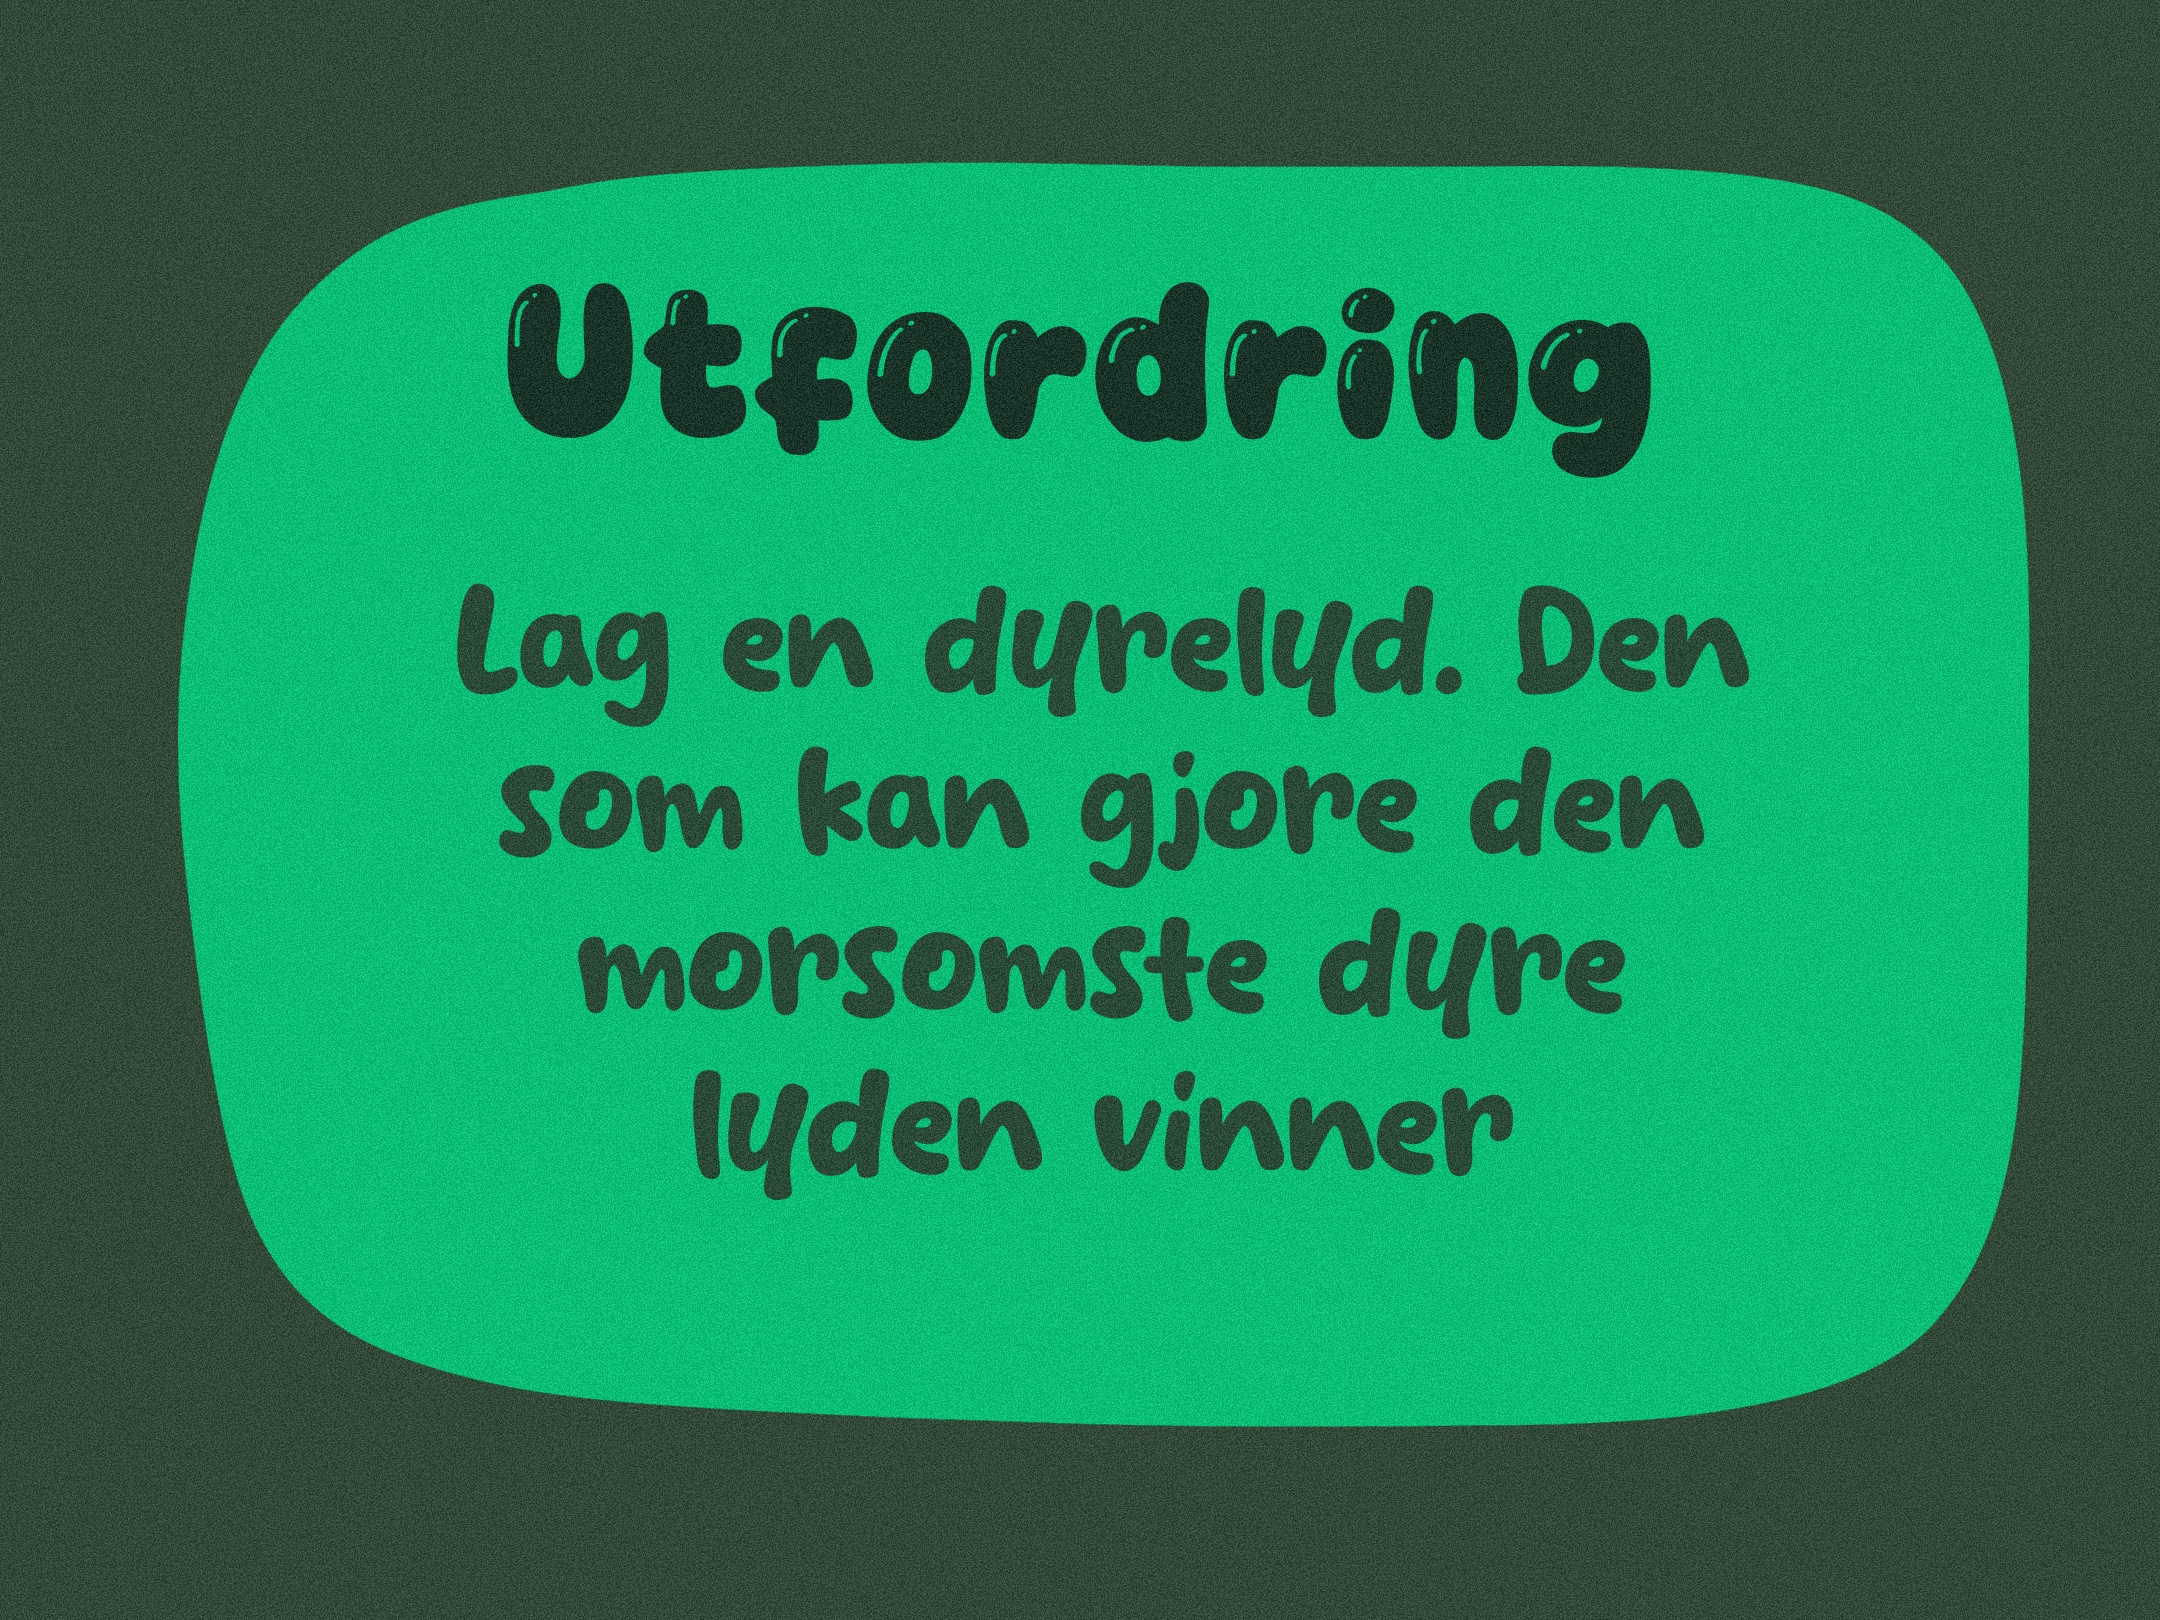 Utfordring
Lag en dyrelyd. Den
som kan gjore den
morsomste dyre
lyden vinner